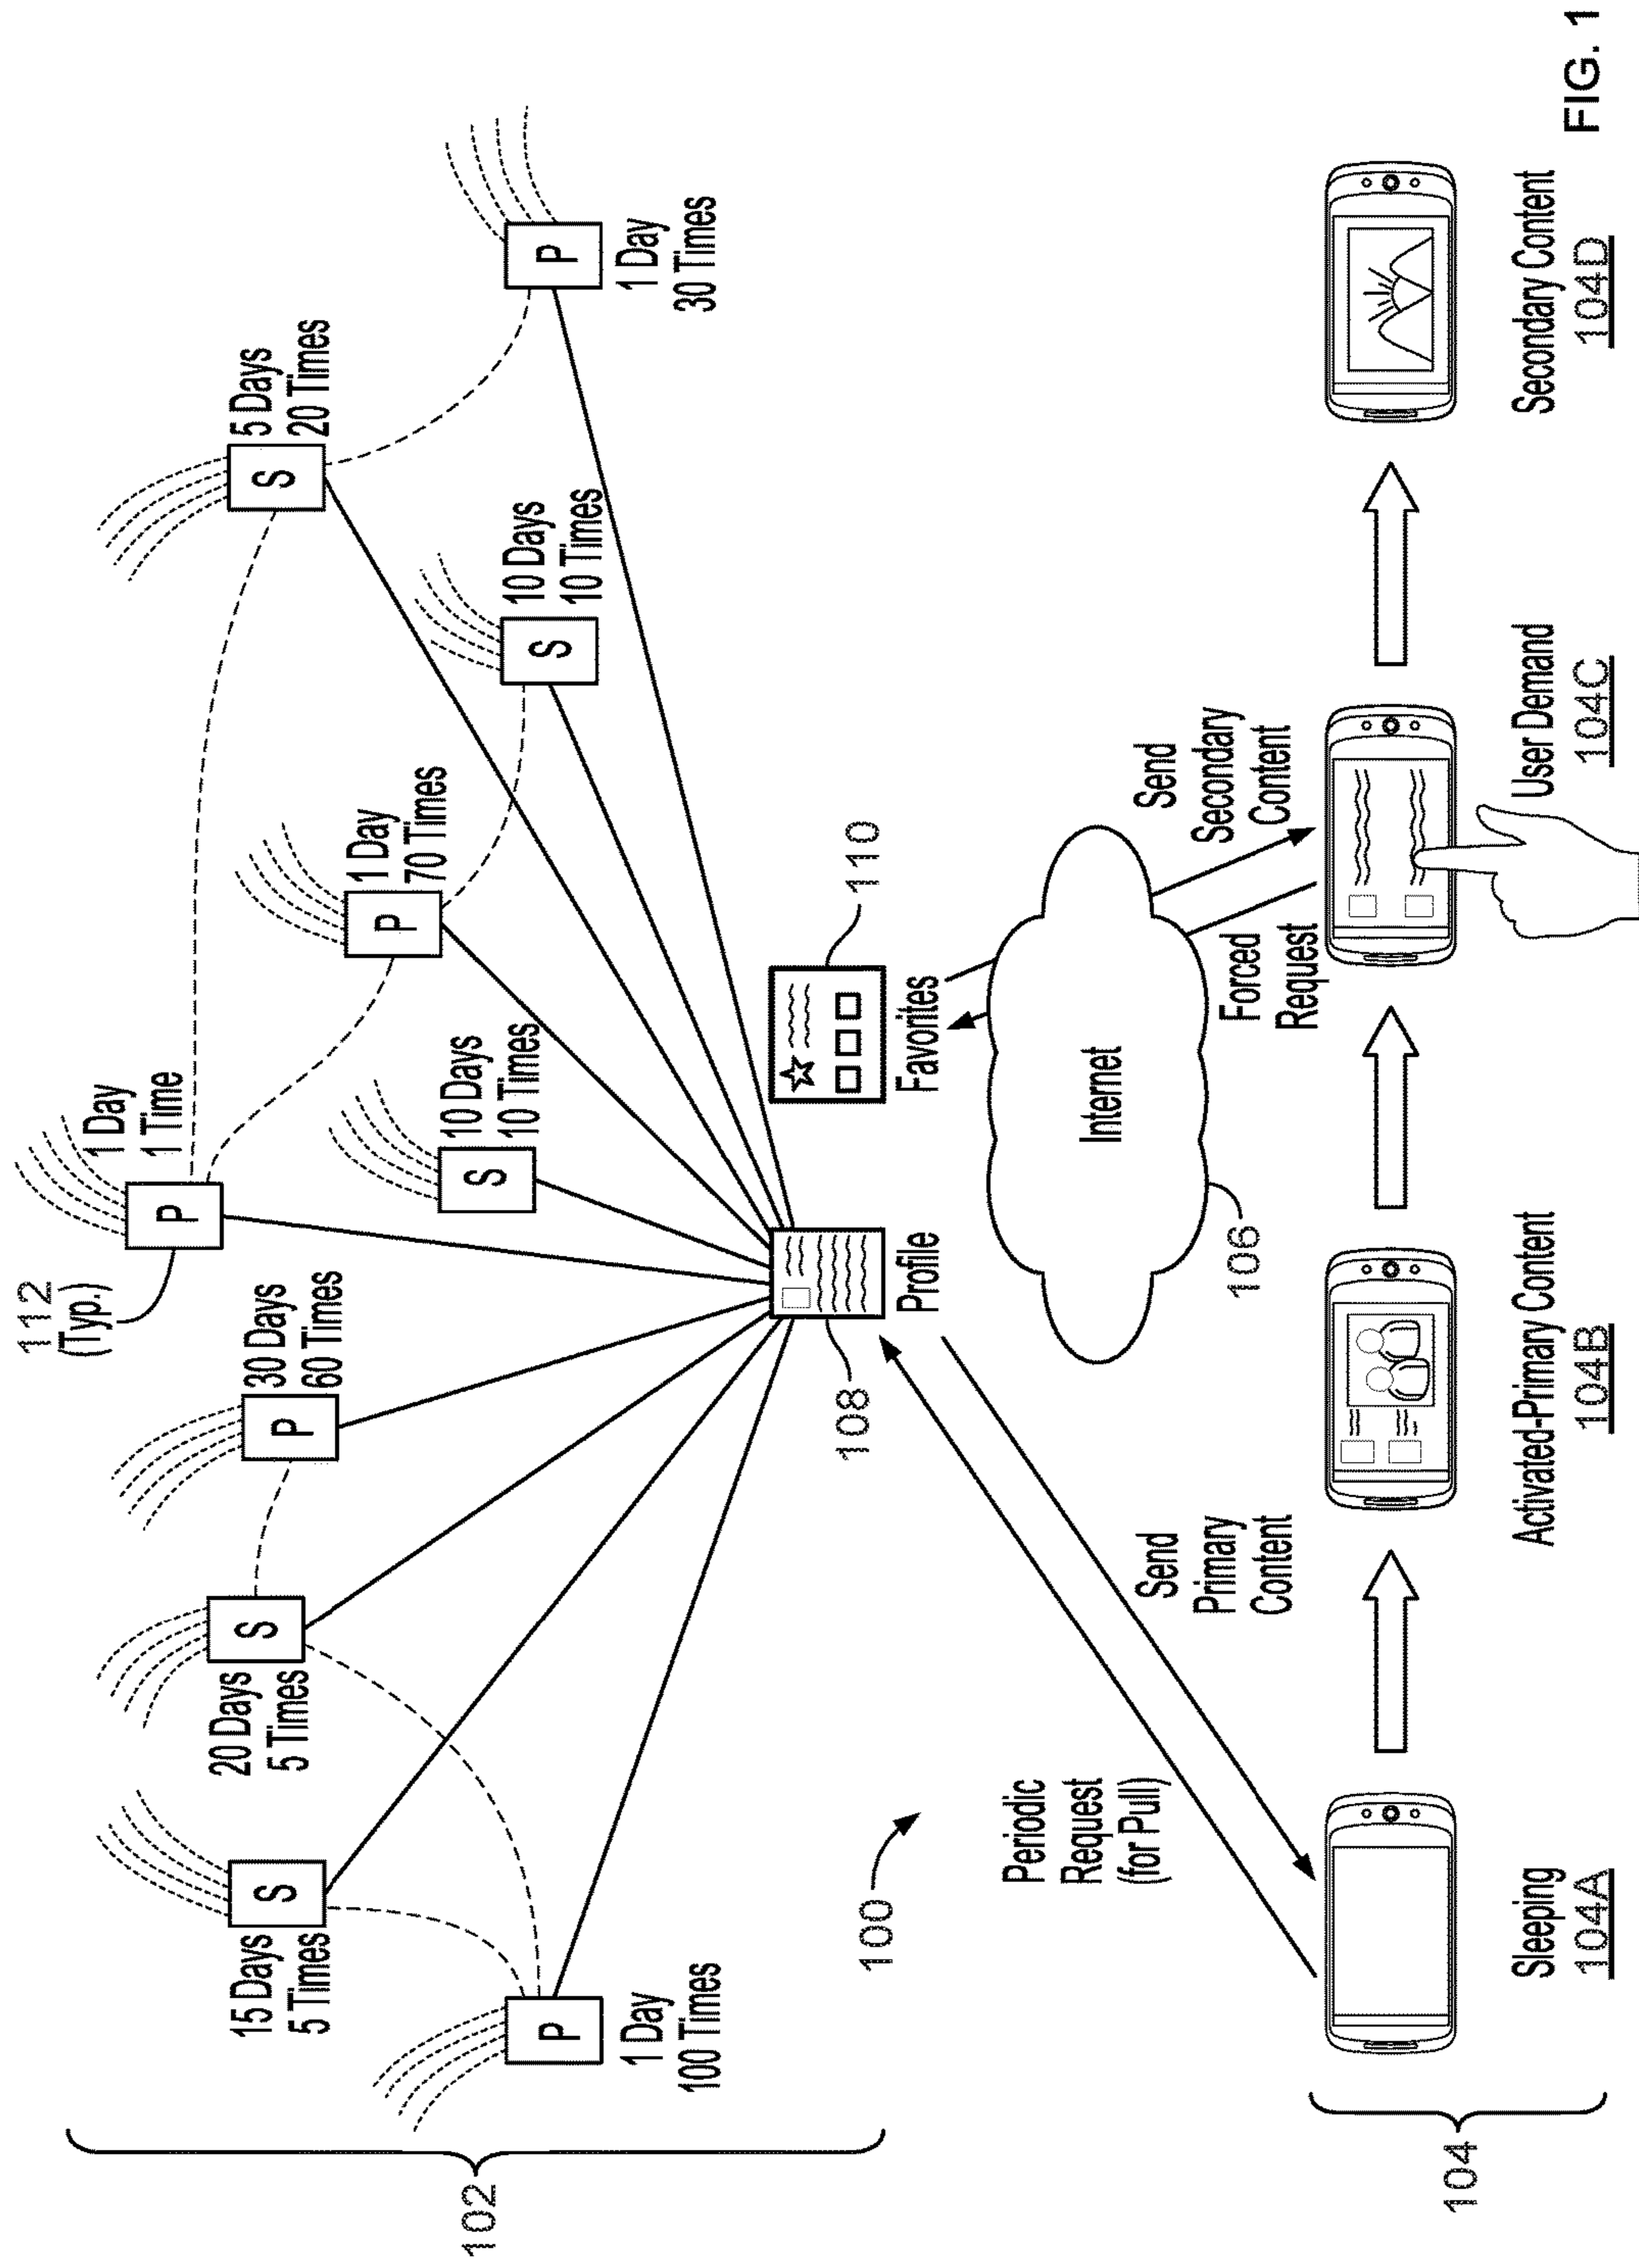 112
(Typ.)
1 Day
1 Time
P
30 Days
60 Times
P
20 Days
5 Times
S
15 Days
5 Times
S
1 Day
100 Times
P
10 Days
10 Times
S
1 Day
70 Times
P
5 Days
20 Times
S
10 Days
10 Times
S
1 Day
30 Times
P
102
108
Profile
110
Favorites
100
Periodic
Request
(for Pull)
Send
Primary
Content
Internet
106
Forced
Request
Send
Secondary
Content
104
Sleeping
104A
Activated-Primary Content
104B
User Demand
104C
Secondary Content
104D
FIG. 1